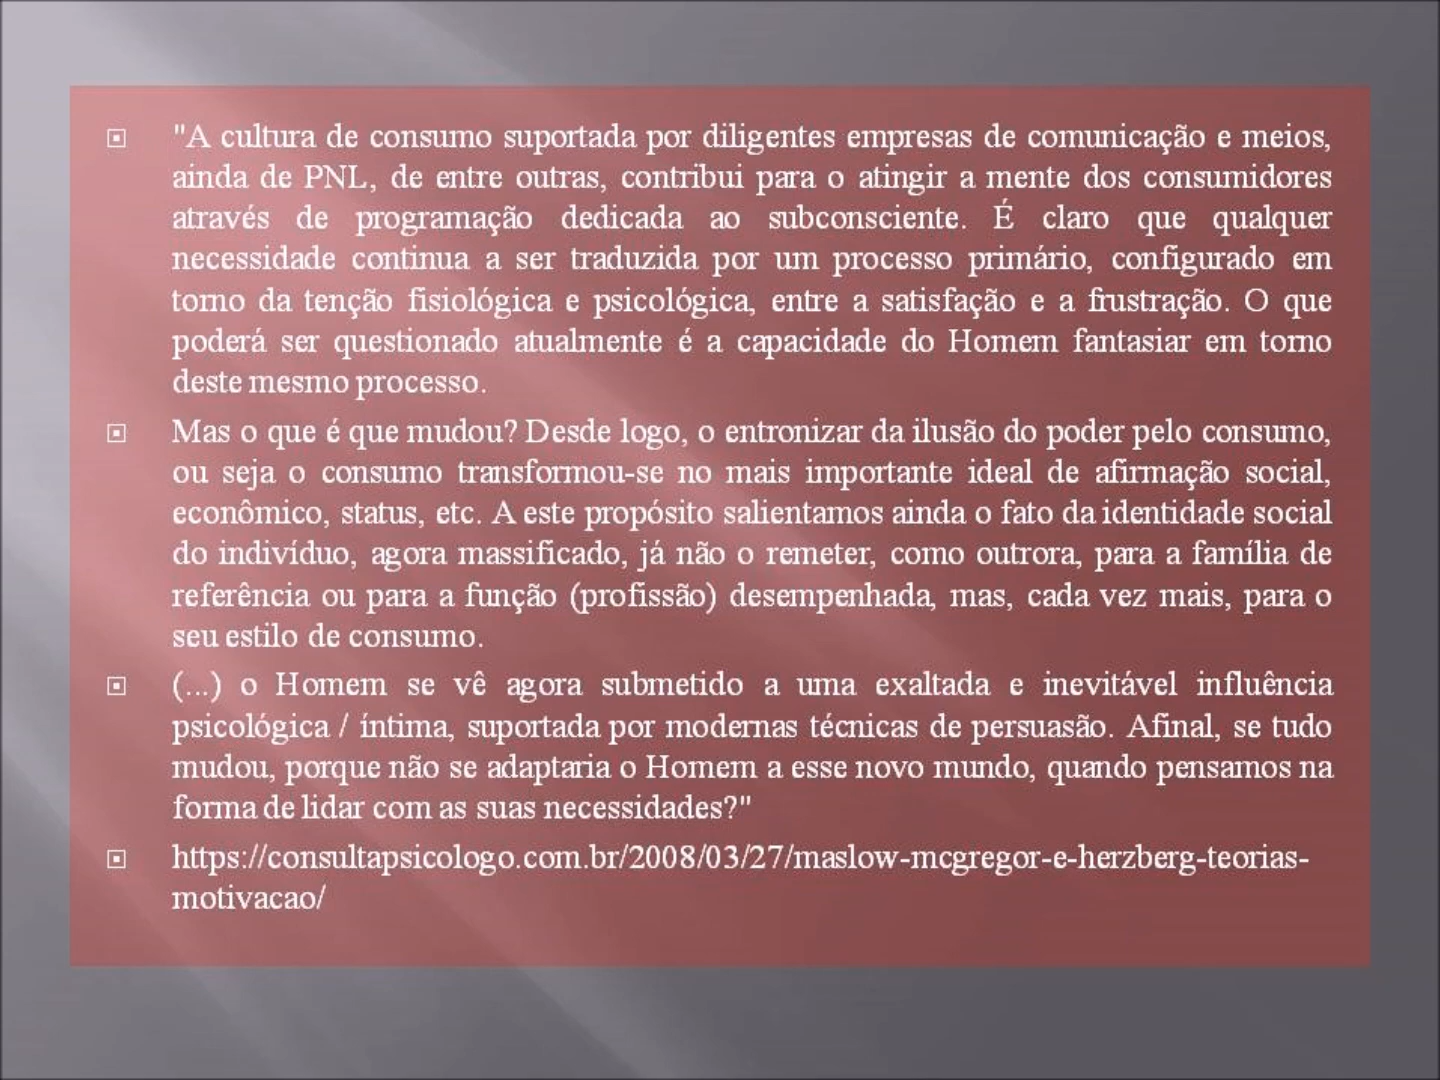 "A cultura de consumo suportada por diligentes empresas de comunicação e meios,
ainda de PNL, de entre outras, contribui para o atingir a mente dos consumidores
através de programação dedicada ao subconsciente. É claro que qualquer
necessidade continua a ser traduzida por um processo primário, configurado em
torno da tenção fisiológica e psicológica, entre a satisfação e a frustração. O que
poderá ser questionado atualmente é a capacidade do Homem fantasiar em torno
deste mesmo processo.
Mas o que é que mudou? Desde logo, o entronizar da ilusão do poder pelo consumo,
ou seja o consumo transformou-se no mais importante ideal de afirmação social,
econômico, status, etc. A este propósito salientamos ainda o fato da identidade social
do indivíduo, agora massificado, já não o remeter, como outrora, para a família de
referência ou para a função (profissão) desempenhada, mas, cada vez mais, para o
seu estilo de consumo.
(...) o Homem se vê agora submetido a uma exaltada e inevitável influência
psicológica / íntima, suportada por modernas técnicas de persuasão. Afinal, se tudo
mudou, porque não se adaptaria o Homem a esse novo mundo, quando pensamos na
forma de lidar com as suas necessidades?"
https://consultapsicologo.com.br/2008/03/27/maslow-mcgregor-e-herzberg-teorias-
motivacao/